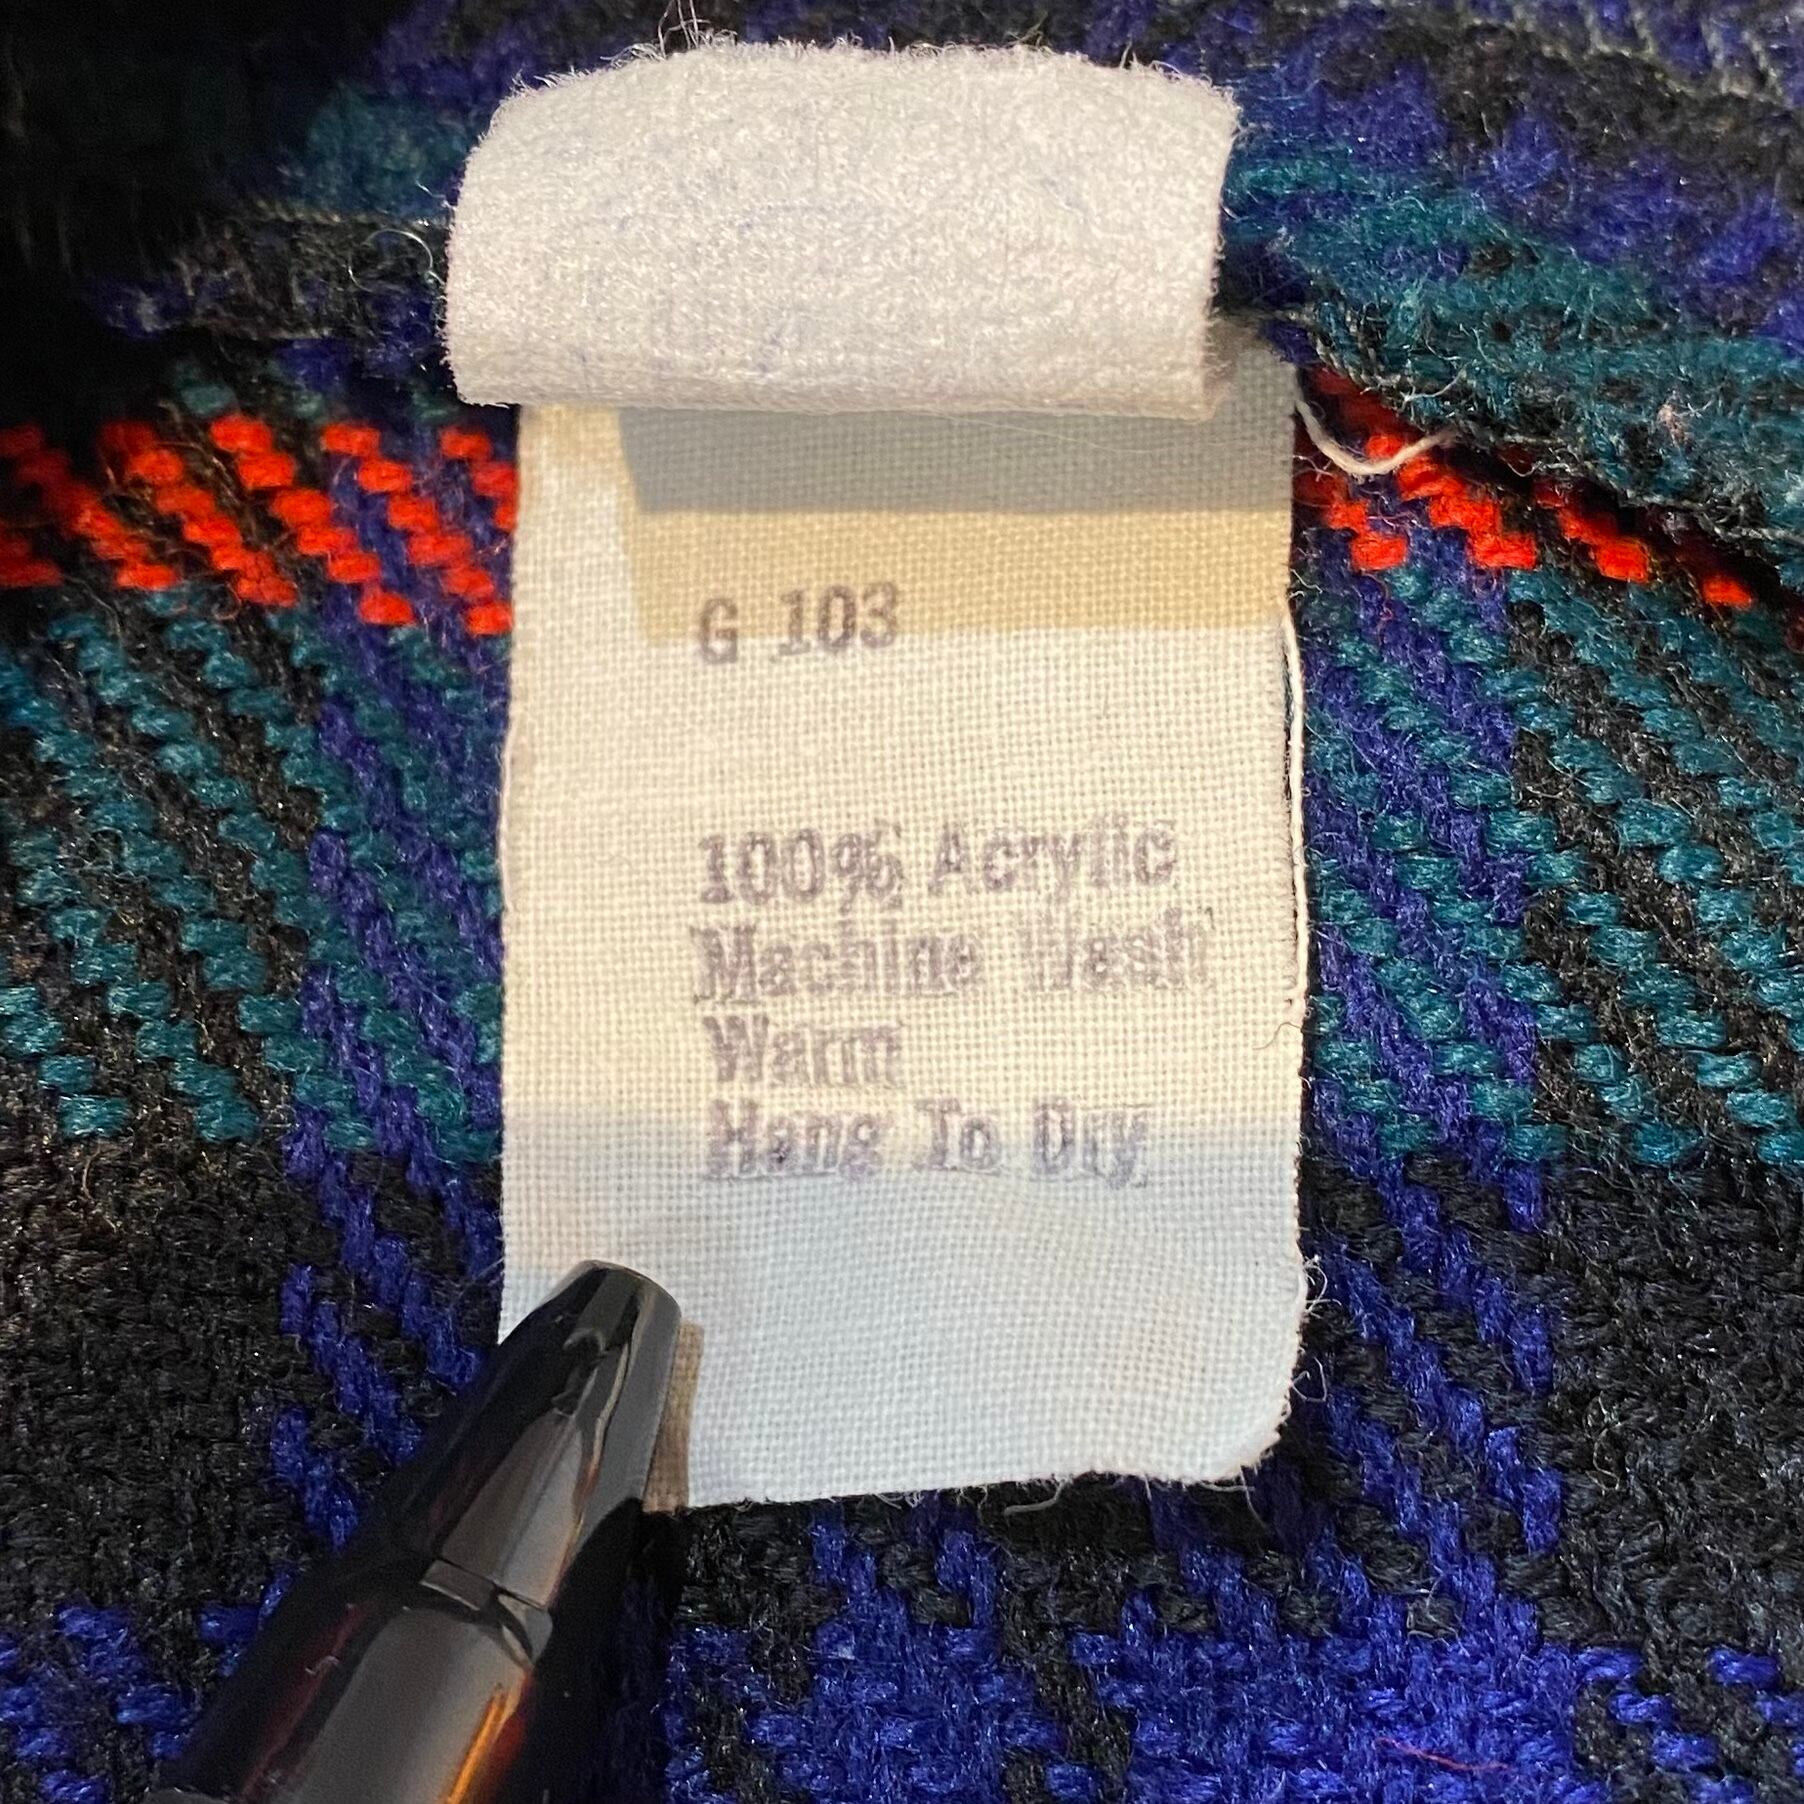 G 103
100% Acrylic
Machine Wash
Warm
Hang To Dry